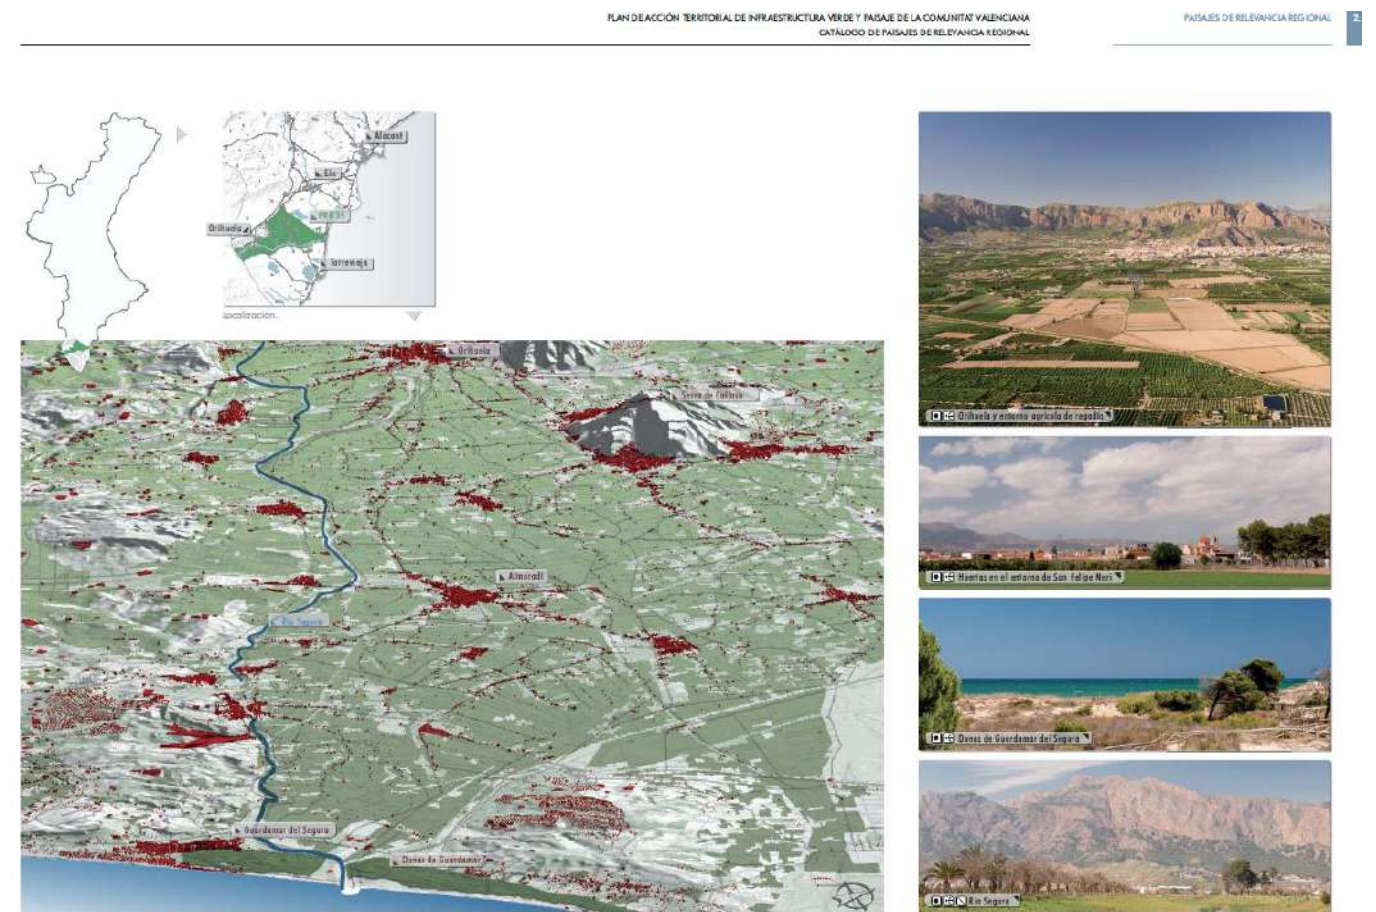 PLAN DE ACCIÓN TERRITORIAL DE INFRAESTRUCTURA VERDE Y PAISAJE DE LA COMUNITAT VALENCIANA
CATÁLOGO DE PAISAJES DE RELEVANCIA REGIONAL
PAISAJES DE RELEVANCIA REGIONAL
2.
Alacant
Elx
Orihuela
Torrevieja
Localización.
Orihuela
Serra de Callosa
Almoradí
Río Segura
Guardamar del Segura
Dunas de Guardamar
Orihuela y entorno agrícola de regadío
Huertas en el entorno de San Felipe Neri
Dunas de Guardamar del Segura
Río Segura